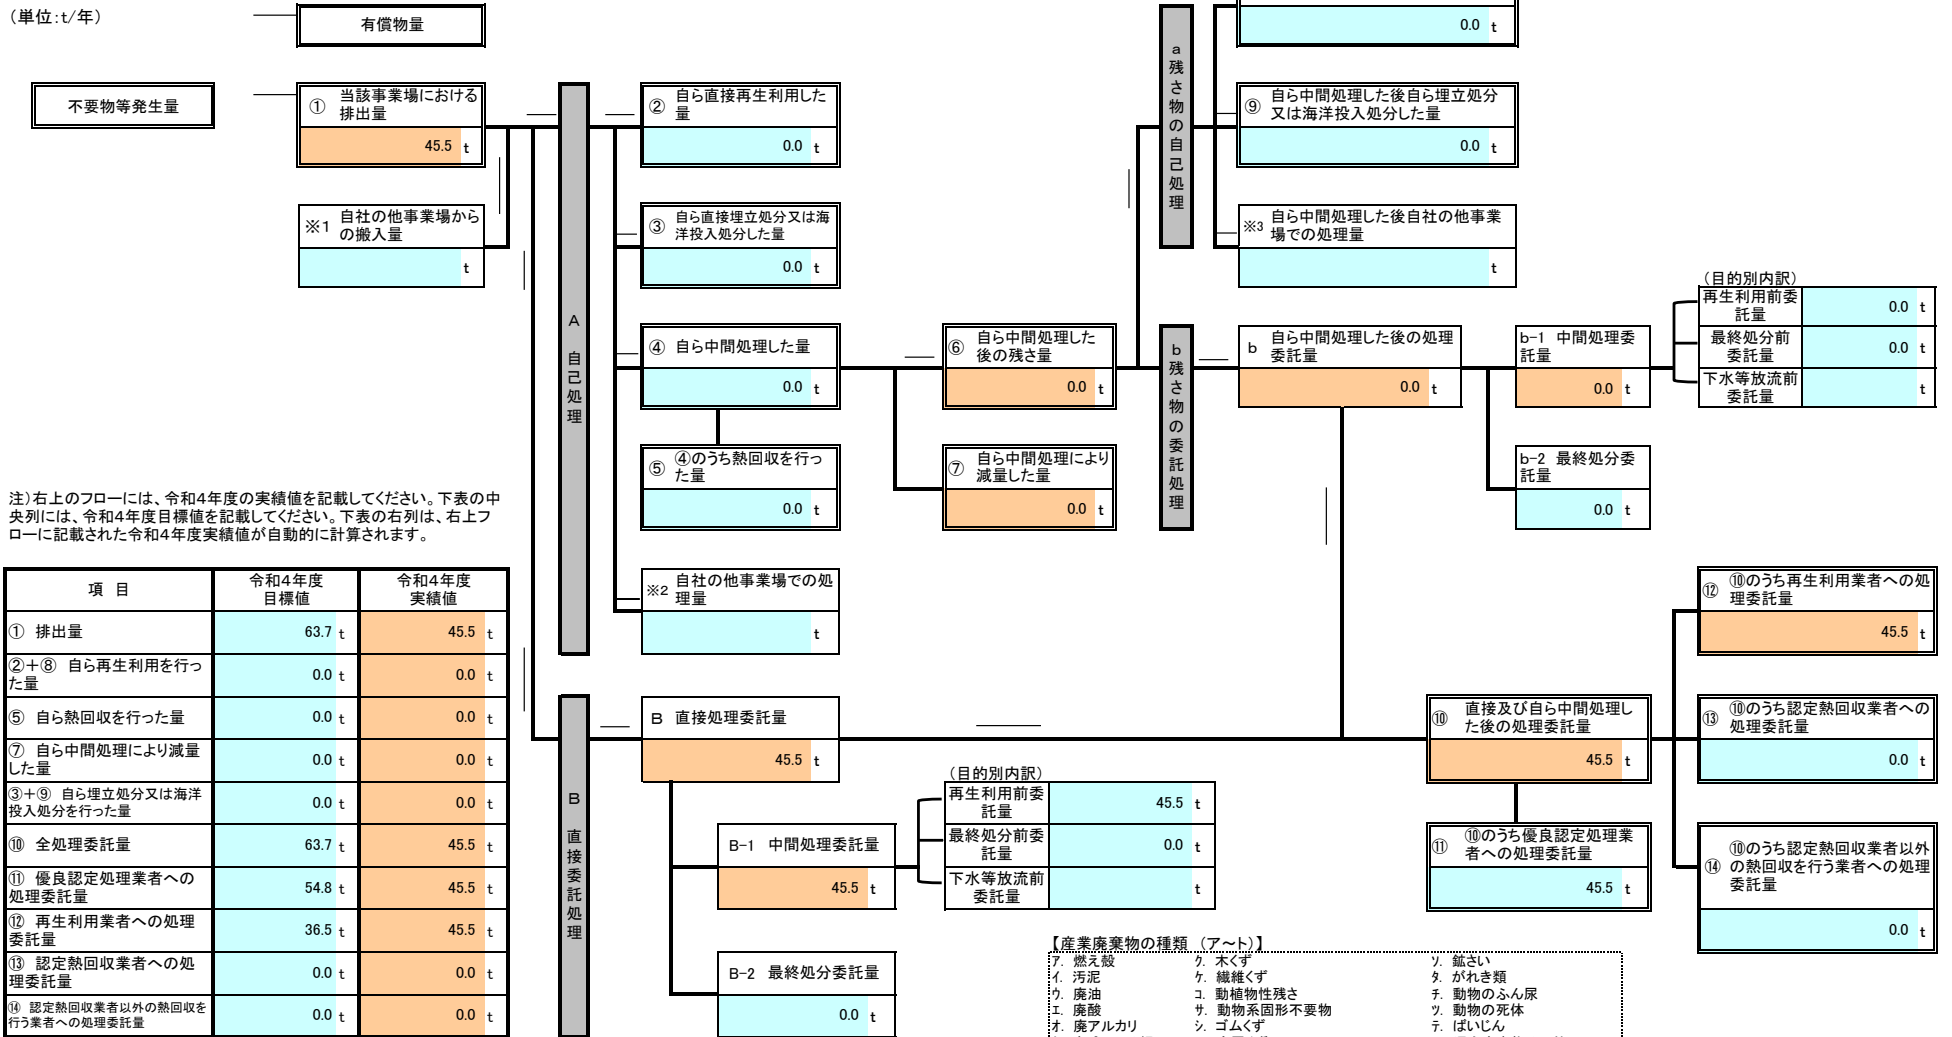 (単位:t/年)
有償物量
不要物等発生量
① 当該事業場における
排出量
45.5 t
※1 自社の他事業場から
の搬入量
t
A 自己処理
② 自ら直接再生利用した
量
0.0 t
③ 自ら直接埋立処分又は海
洋投入処分した量
0.0 t
④ 自ら中間処理した量
0.0 t
⑤ ④のうち熱回収を行っ
た量
0.0 t
※2 自社の他事業場での処
理量
t
⑥ 自ら中間処理した
後の残さ量
0.0 t
⑦ 自ら中間処理により
減量した量
0.0 t
a 残さ物の自己処理
0.0 t
⑨ 自ら中間処理した後自ら埋立処分
又は海洋投入処分した量
0.0 t
※3 自ら中間処理した後自社の他事業
場での処理量
t
b 残さ物の委託処理
b 自ら中間処理した後の処理
委託量
0.0 t
b-1 中間処理委
託量
0.0 t
(目的別内訳)
再生利用前委
託量
0.0 t
最終処分前
委託量
0.0 t
下水等放流前
委託量
t
b-2 最終処分委
託量
0.0 t
注)右上のフローには、令和4年度の実績値を記載してください。下表の中
央列には、令和4年度目標値を記載してください。下表の右列は、右上フ
ローに記載された令和4年度実績値が自動的に計算されます。
項 目 令和4年度 目標値 令和4年度 実績値
① 排出量 63.7 t 45.5 t
②+⑧ 自ら再生利用を行っ
た量 0.0 t 0.0 t
⑤ 自ら熱回収を行った量 0.0 t 0.0 t
⑦ 自ら中間処理により減量
した量 0.0 t 0.0 t
③+⑨ 自ら埋立処分又は海洋
投入処分を行った量 0.0 t 0.0 t
⑩ 全処理委託量 63.7 t 45.5 t
⑪ 優良認定処理業者への
処理委託量 54.8 t 45.5 t
⑫ 再生利用業者への処理
委託量 36.5 t 45.5 t
⑬ 認定熱回収業者への処
理委託量 0.0 t 0.0 t
⑭ 認定熱回収業者以外の熱回収を
行う業者への処理委託量 0.0 t 0.0 t
B 直接委託処理
B 直接処理委託量
45.5 t
B-1 中間処理委託量
45.5 t
(目的別内訳)
再生利用前委
託量
45.5 t
最終処分前委
託量
0.0 t
下水等放流前
委託量
t
B-2 最終処分委託量
0.0 t
⑩ 直接及び自ら中間処理し
た後の処理委託量
45.5 t
⑪ ⑩のうち優良認定処理業
者への処理委託量
45.5 t
⑫ ⑩のうち再生利用業者への処
理委託量
45.5 t
⑬ ⑩のうち認定熱回収業者への
処理委託量
0.0 t
⑭ ⑩のうち認定熱回収業者以外
の熱回収を行う業者への処理
委託量
0.0 t
【産業廃棄物の種類 (ア~ト)】
ア. 燃え殻 ク. 木くず ソ. 鉱さい
イ. 汚泥 ケ. 繊維くず タ. がれき類
ウ. 廃油 コ. 動植物性残さ チ. 動物のふん尿
エ. 廃酸 サ. 動物系固形不要物 ツ. 動物の死体
オ. 廃アルカリ シ. ゴムくず テ. ばいじん